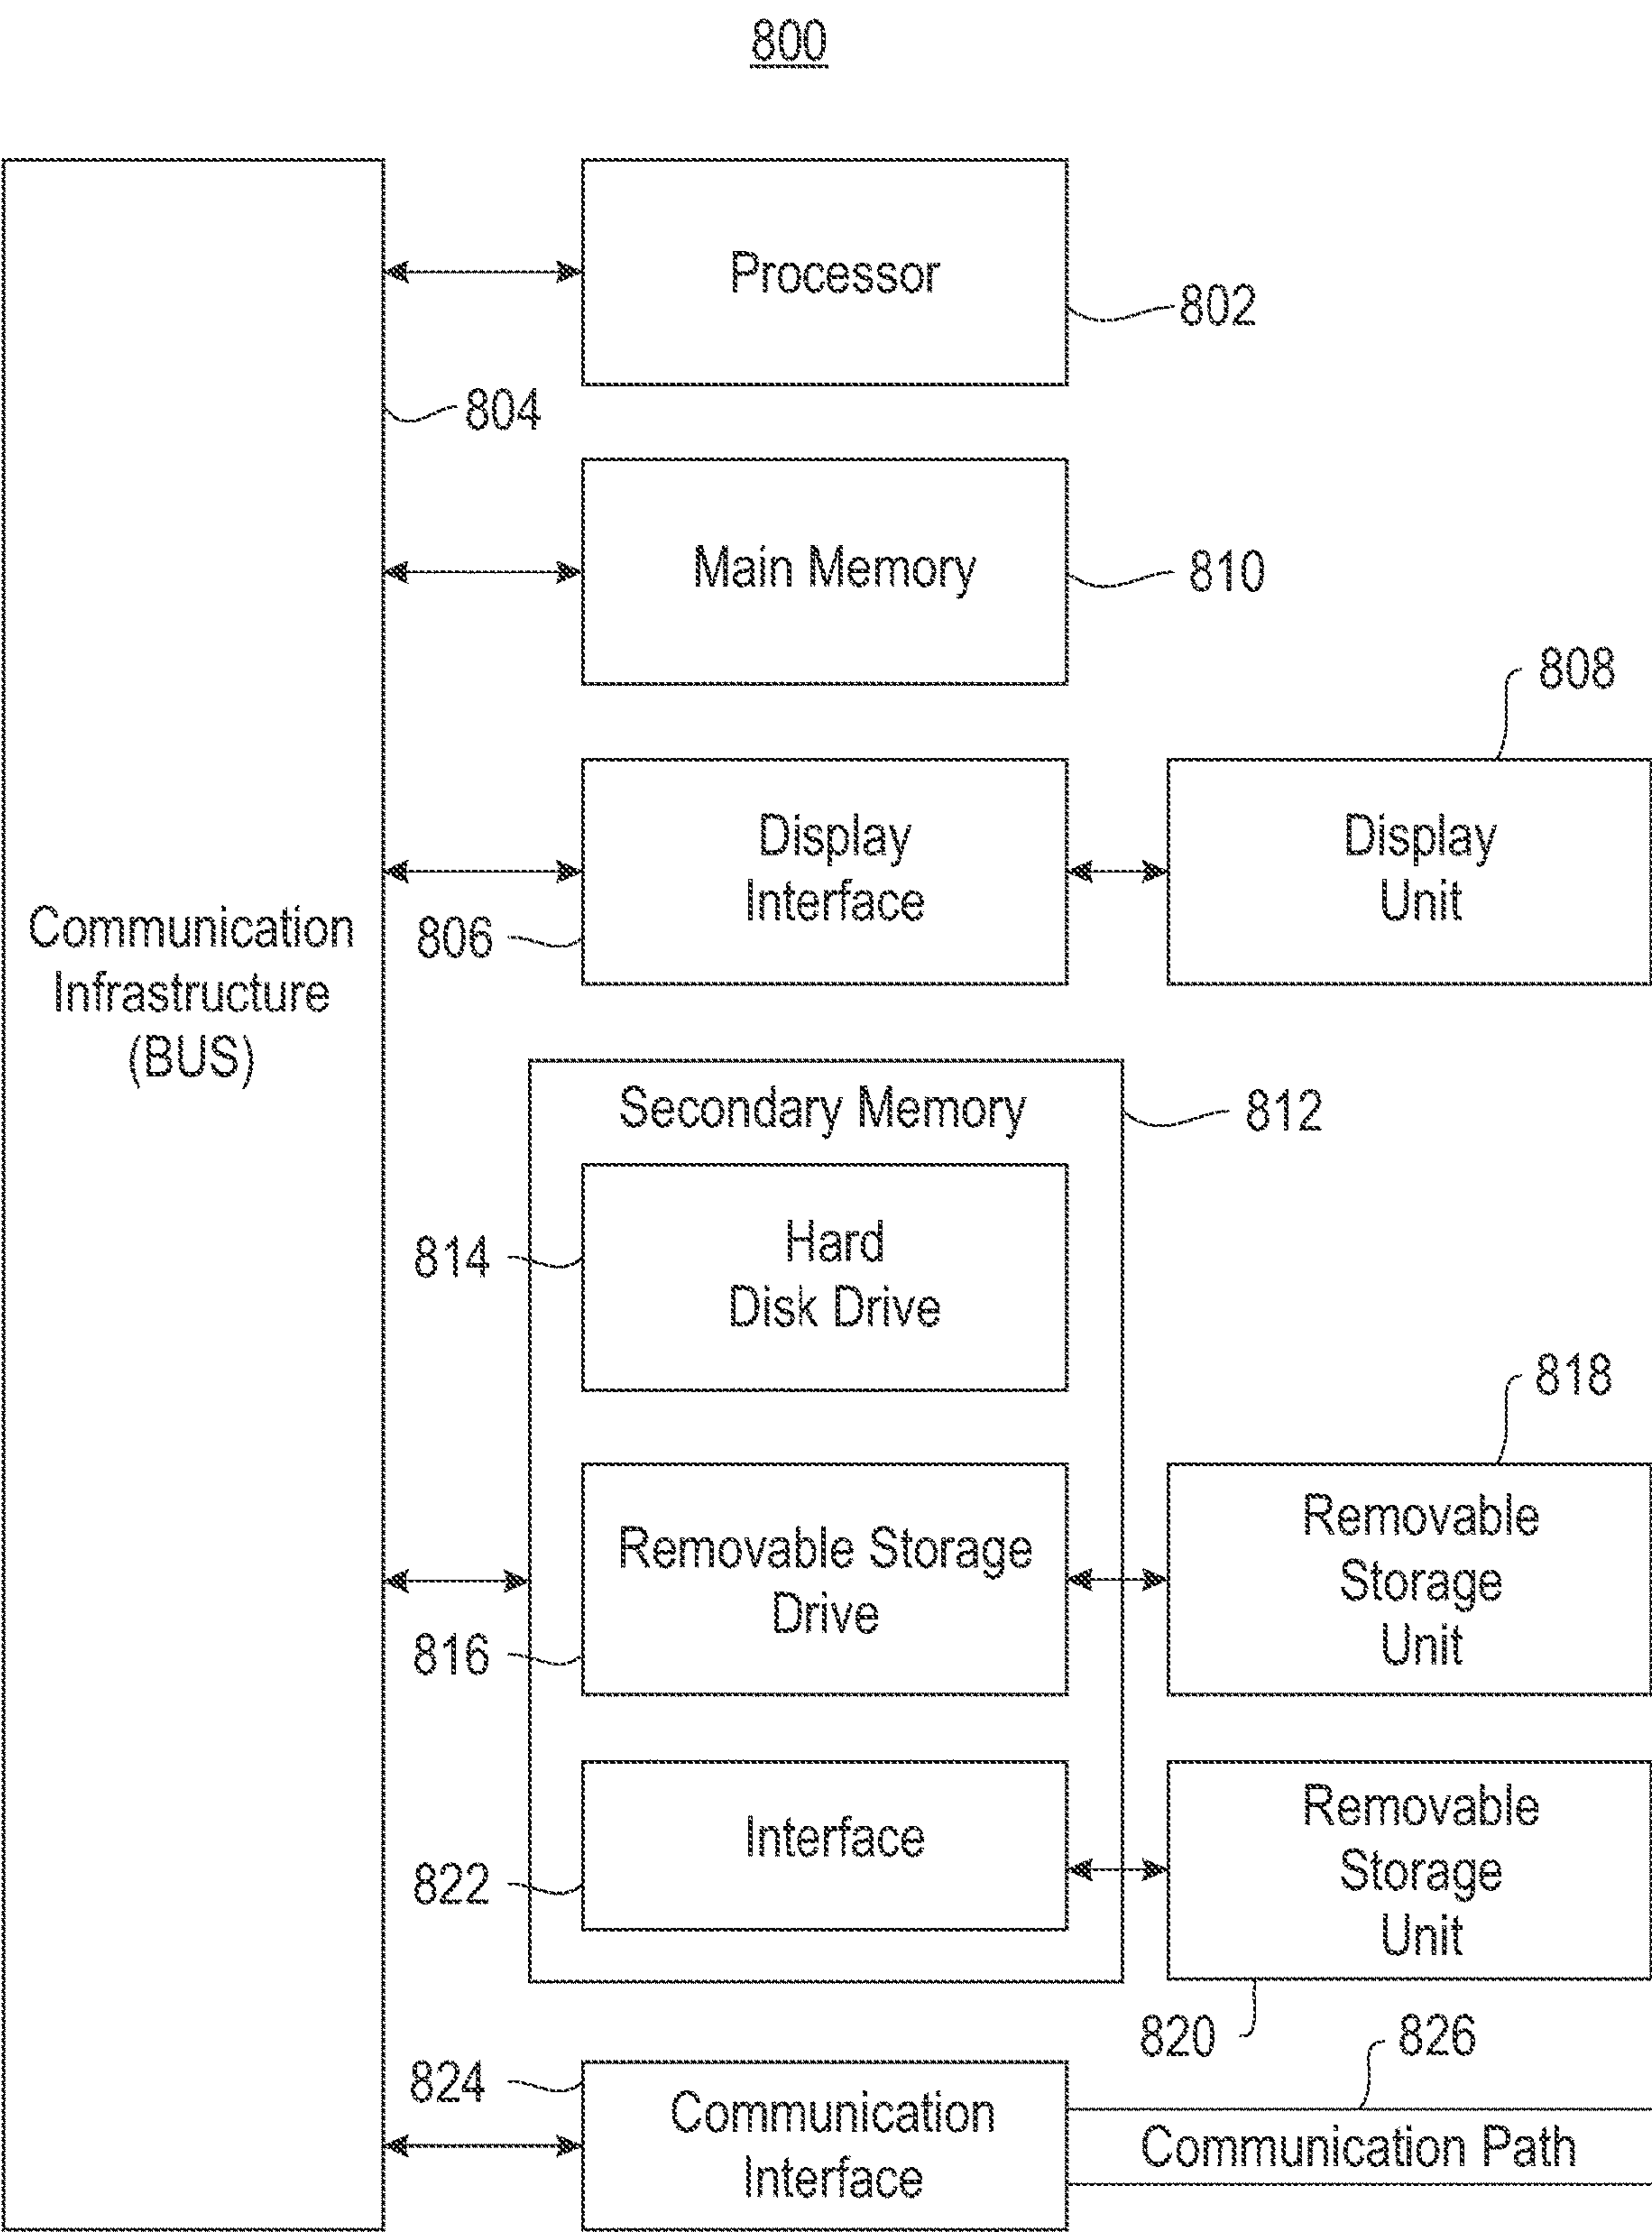 800
Processor
802
804
Main Memory
810
808
Display
Interface
Display
Unit
806
Communication
Infrastructure
(BUS)
Secondary Memory
812
814
Hard
Disk Drive
818
Removable Storage
Drive
Removable
Storage
Unit
816
Interface
822
Removable
Storage
Unit
820
826
824
Communication
Interface
Communication Path